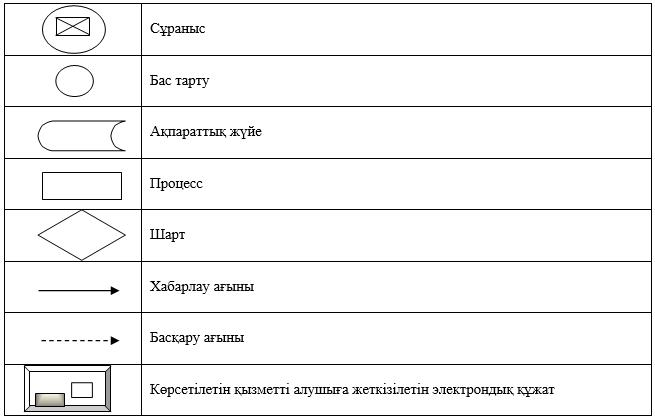 Сұраныс
Бас тарту
Ақпараттық жүйе
Процесс
Шарт
Хабарлау ағыны
Басқару ағыны
Көрсетілетін қызметті алушыға жеткізілетін электрондық құжат